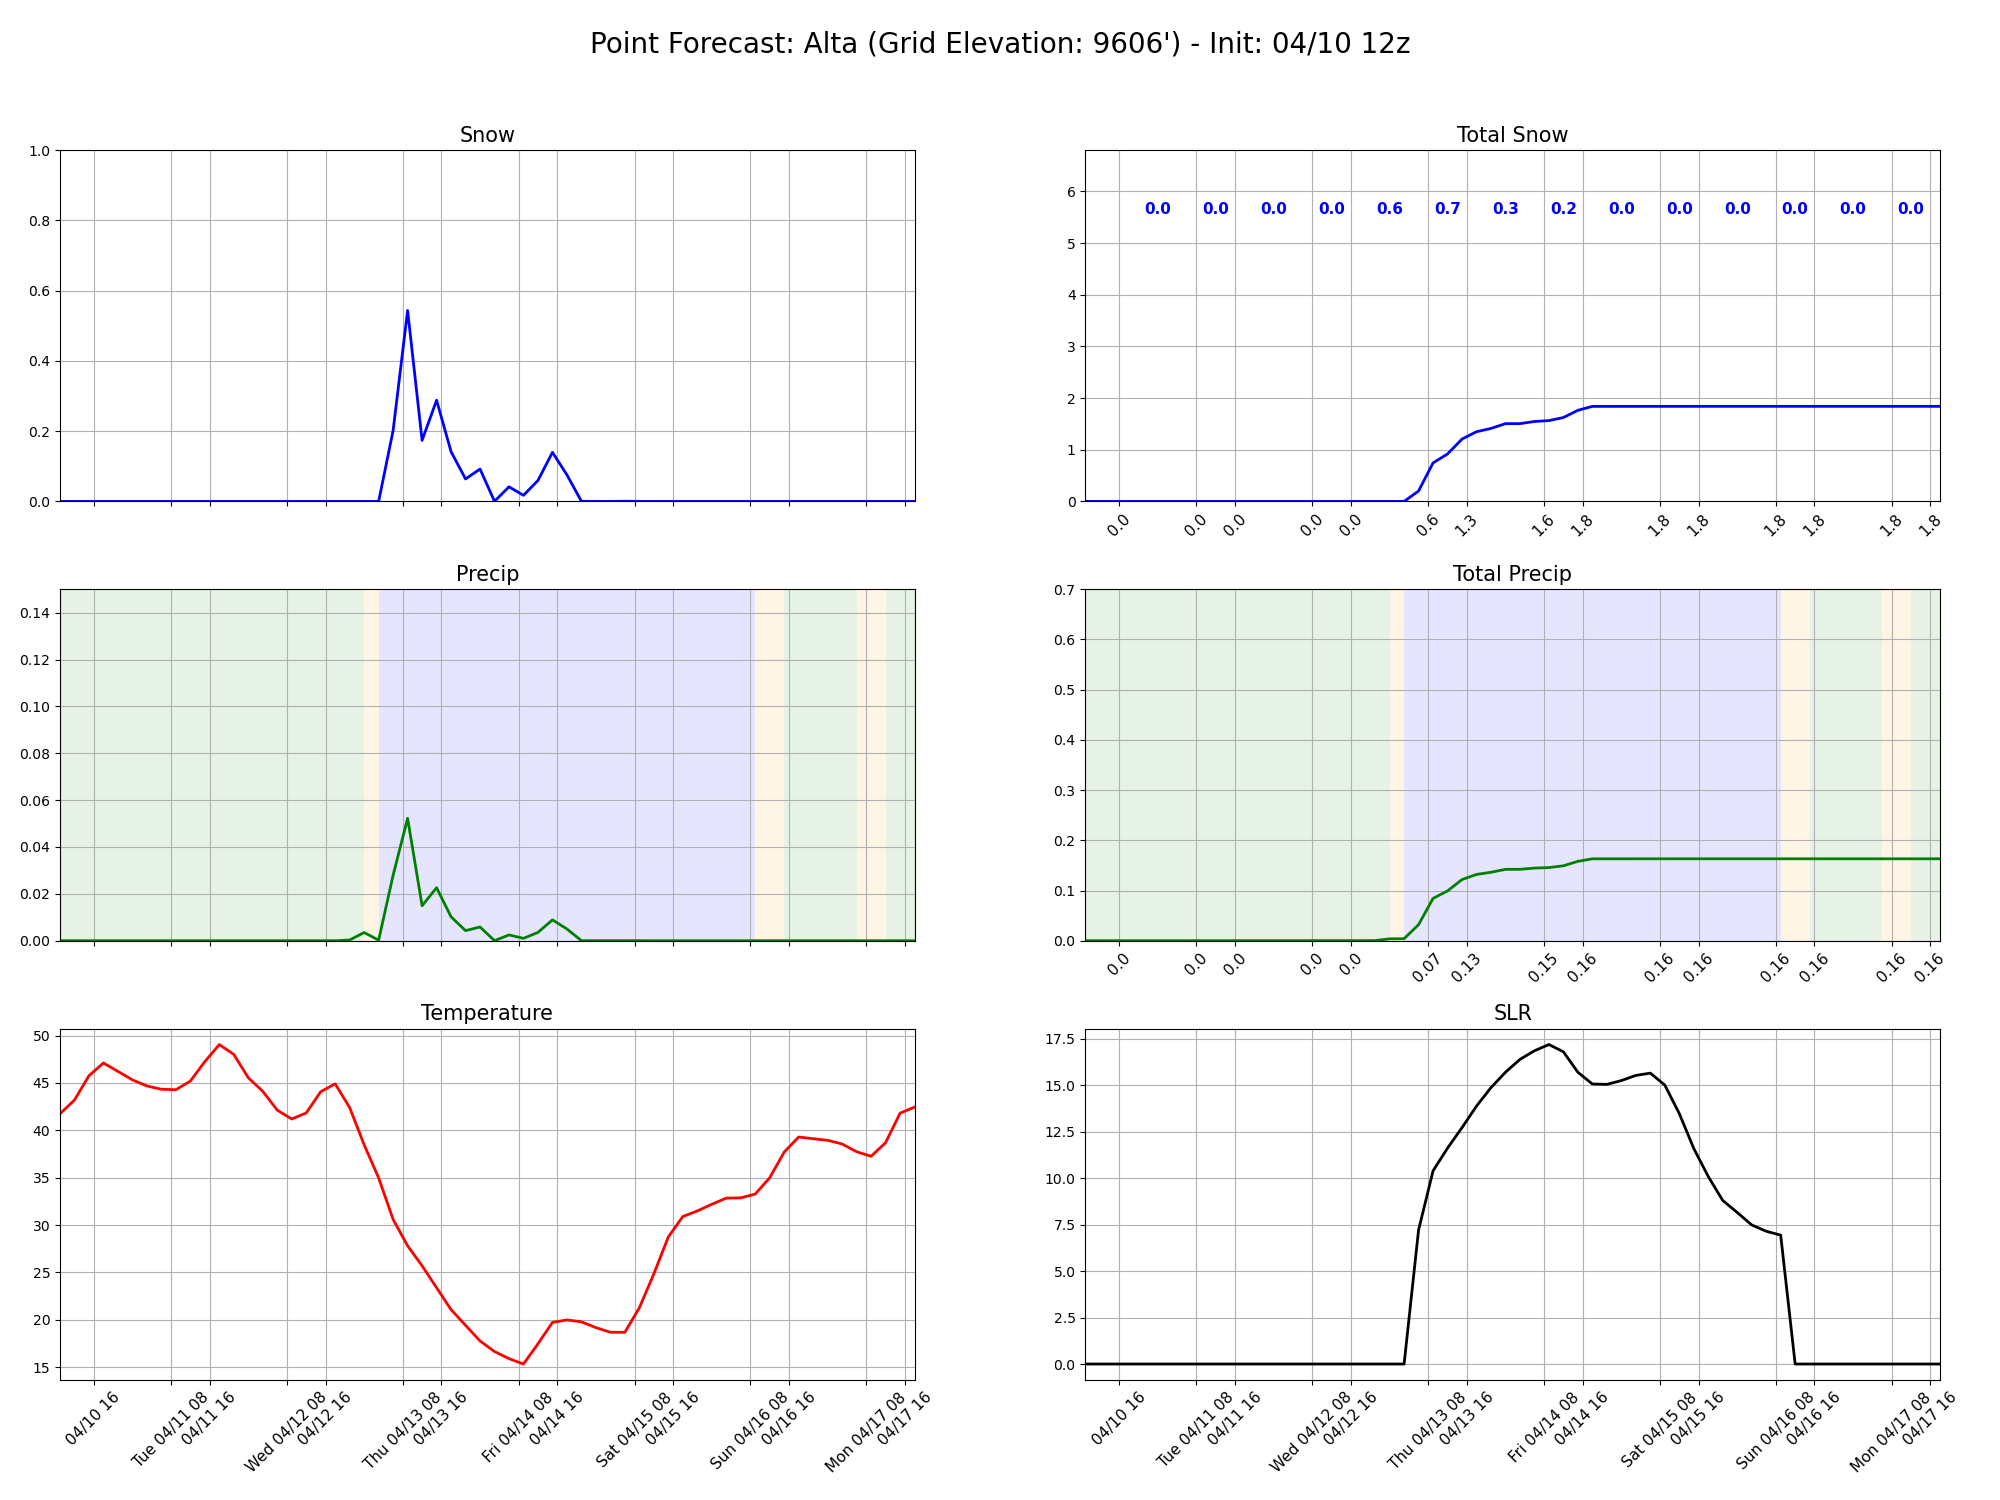 Point Forecast: Alta (Grid Elevation: 9606') - Init: 04/10 12z
Snow
1.0
0.8
0.6
0.4
0.2
0.0
Total Snow
6
5
4
3
2
1
0
0.0 0.0 0.0 0.0 0.6 0.7 0.3 0.2 0.0 0.0 0.0 0.0 0.0 0.0
0.0 0.0 0.0 0.0 0.0 0.6 1.3 1.6 1.8 1.8 1.8 1.8 1.8 1.8 1.8
Precip
0.14
0.12
0.10
0.08
0.06
0.04
0.02
0.00
Total Precip
0.7
0.6
0.5
0.4
0.3
0.2
0.1
0.0
0.0 0.0 0.0 0.0 0.0 0.07 0.13 0.15 0.16 0.16 0.16 0.16 0.16 0.16 0.16
Temperature
50
45
40
35
30
25
20
15
04/10 16
Tue 04/11 08
04/11 16
Wed 04/12 08
04/12 16
Thu 04/13 08
04/13 16
Fri 04/14 08
04/14 16
Sat 04/15 08
04/15 16
Sun 04/16 08
04/16 16
Mon 04/17 08
04/17 16
SLR
17.5
15.0
12.5
10.0
7.5
5.0
2.5
0.0
04/10 16
Tue 04/11 08
04/11 16
Wed 04/12 08
04/12 16
Thu 04/13 08
04/13 16
Fri 04/14 08
04/14 16
Sat 04/15 08
04/15 16
Sun 04/16 08
04/16 16
Mon 04/17 08
04/17 16